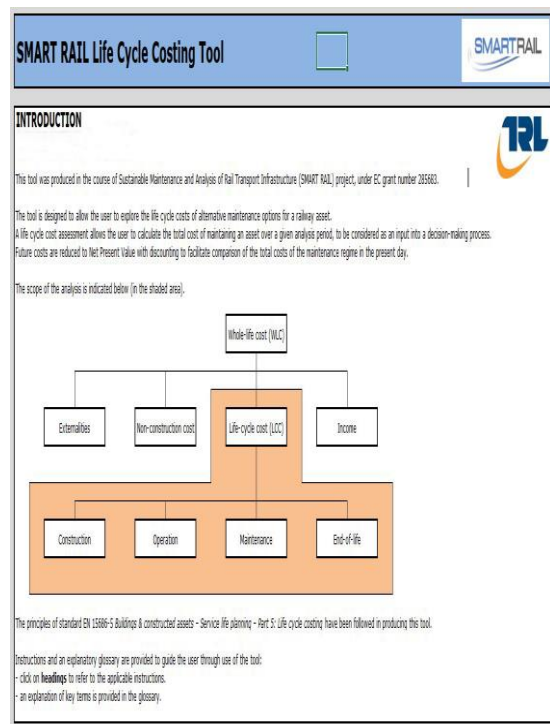 SMART RAIL Life Cycle Costing Tool
SMARTRAIL
INTRODUCTION
TRL
This tool was produced in the course of Sustainable Maintenance and Analysis of Rail Transport Infrastructure (SMART RAIL) project, under EC grant number 285683.
The tool is designed to allow the user to explore the life cycle costs of alternative maintenance options for a railway asset.
A life cycle cost assessment allows the user to calculate the total cost of maintaining an asset over a given analysis period, to be considered as an input into a decision-making process.
Future costs are reduced to Net Present Value with discounting to facilitate comparison of the total costs of the maintenance regime in the present day.
The scope of the analysis is indicated below (in the shaded area).
Whole-life cost (WLC)
Externalities
Non-construction cost
Life-cycle cost (LCC)
Income
Construction
Operation
Maintenance
End-of-life
The principles of standard EN 15686-5 Buildings & constructed assets - Service life planning - Part 5: Life cycle costing have been followed in producing this tool.
Instructions and an explanatory glossary are provided to guide the user through use of the tool:
- click on headings to refer to the applicable instructions.
- an explanation of key terms is provided in the glossary.